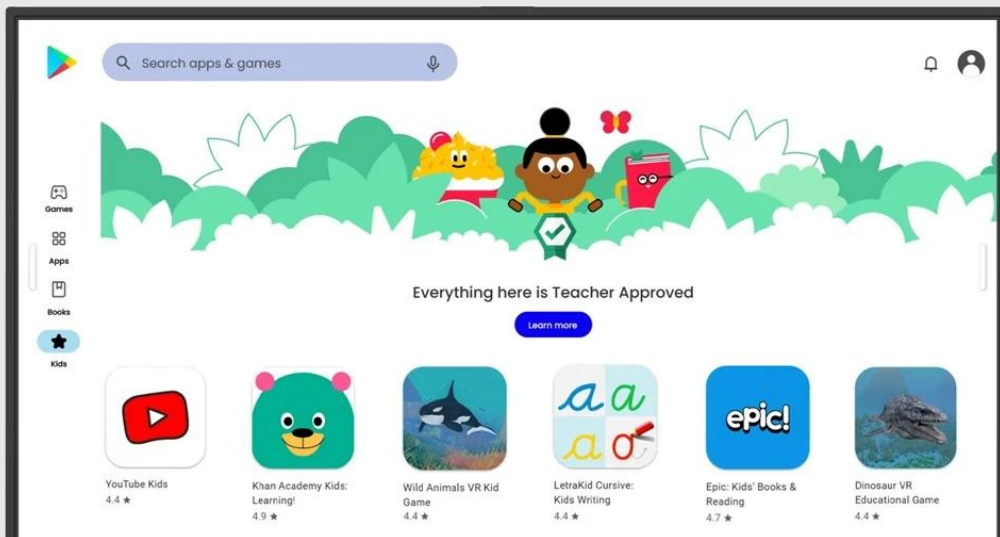 Search apps & games
Games
Apps
Books
Kids
Everything here is Teacher Approved
Learn more
a a
a a
epic!
YouTube Kids
4.4 ★
Khan Academy Kids:
Learning!
4.9 ★
Wild Animals VR Kid
Game
4.4 ★
LetraKid Cursive:
Kids Writing
4.4 ★
Epic: Kids' Books &
Reading
4.7 ★
Dinosaur VR
Educational Game
4.4 ★